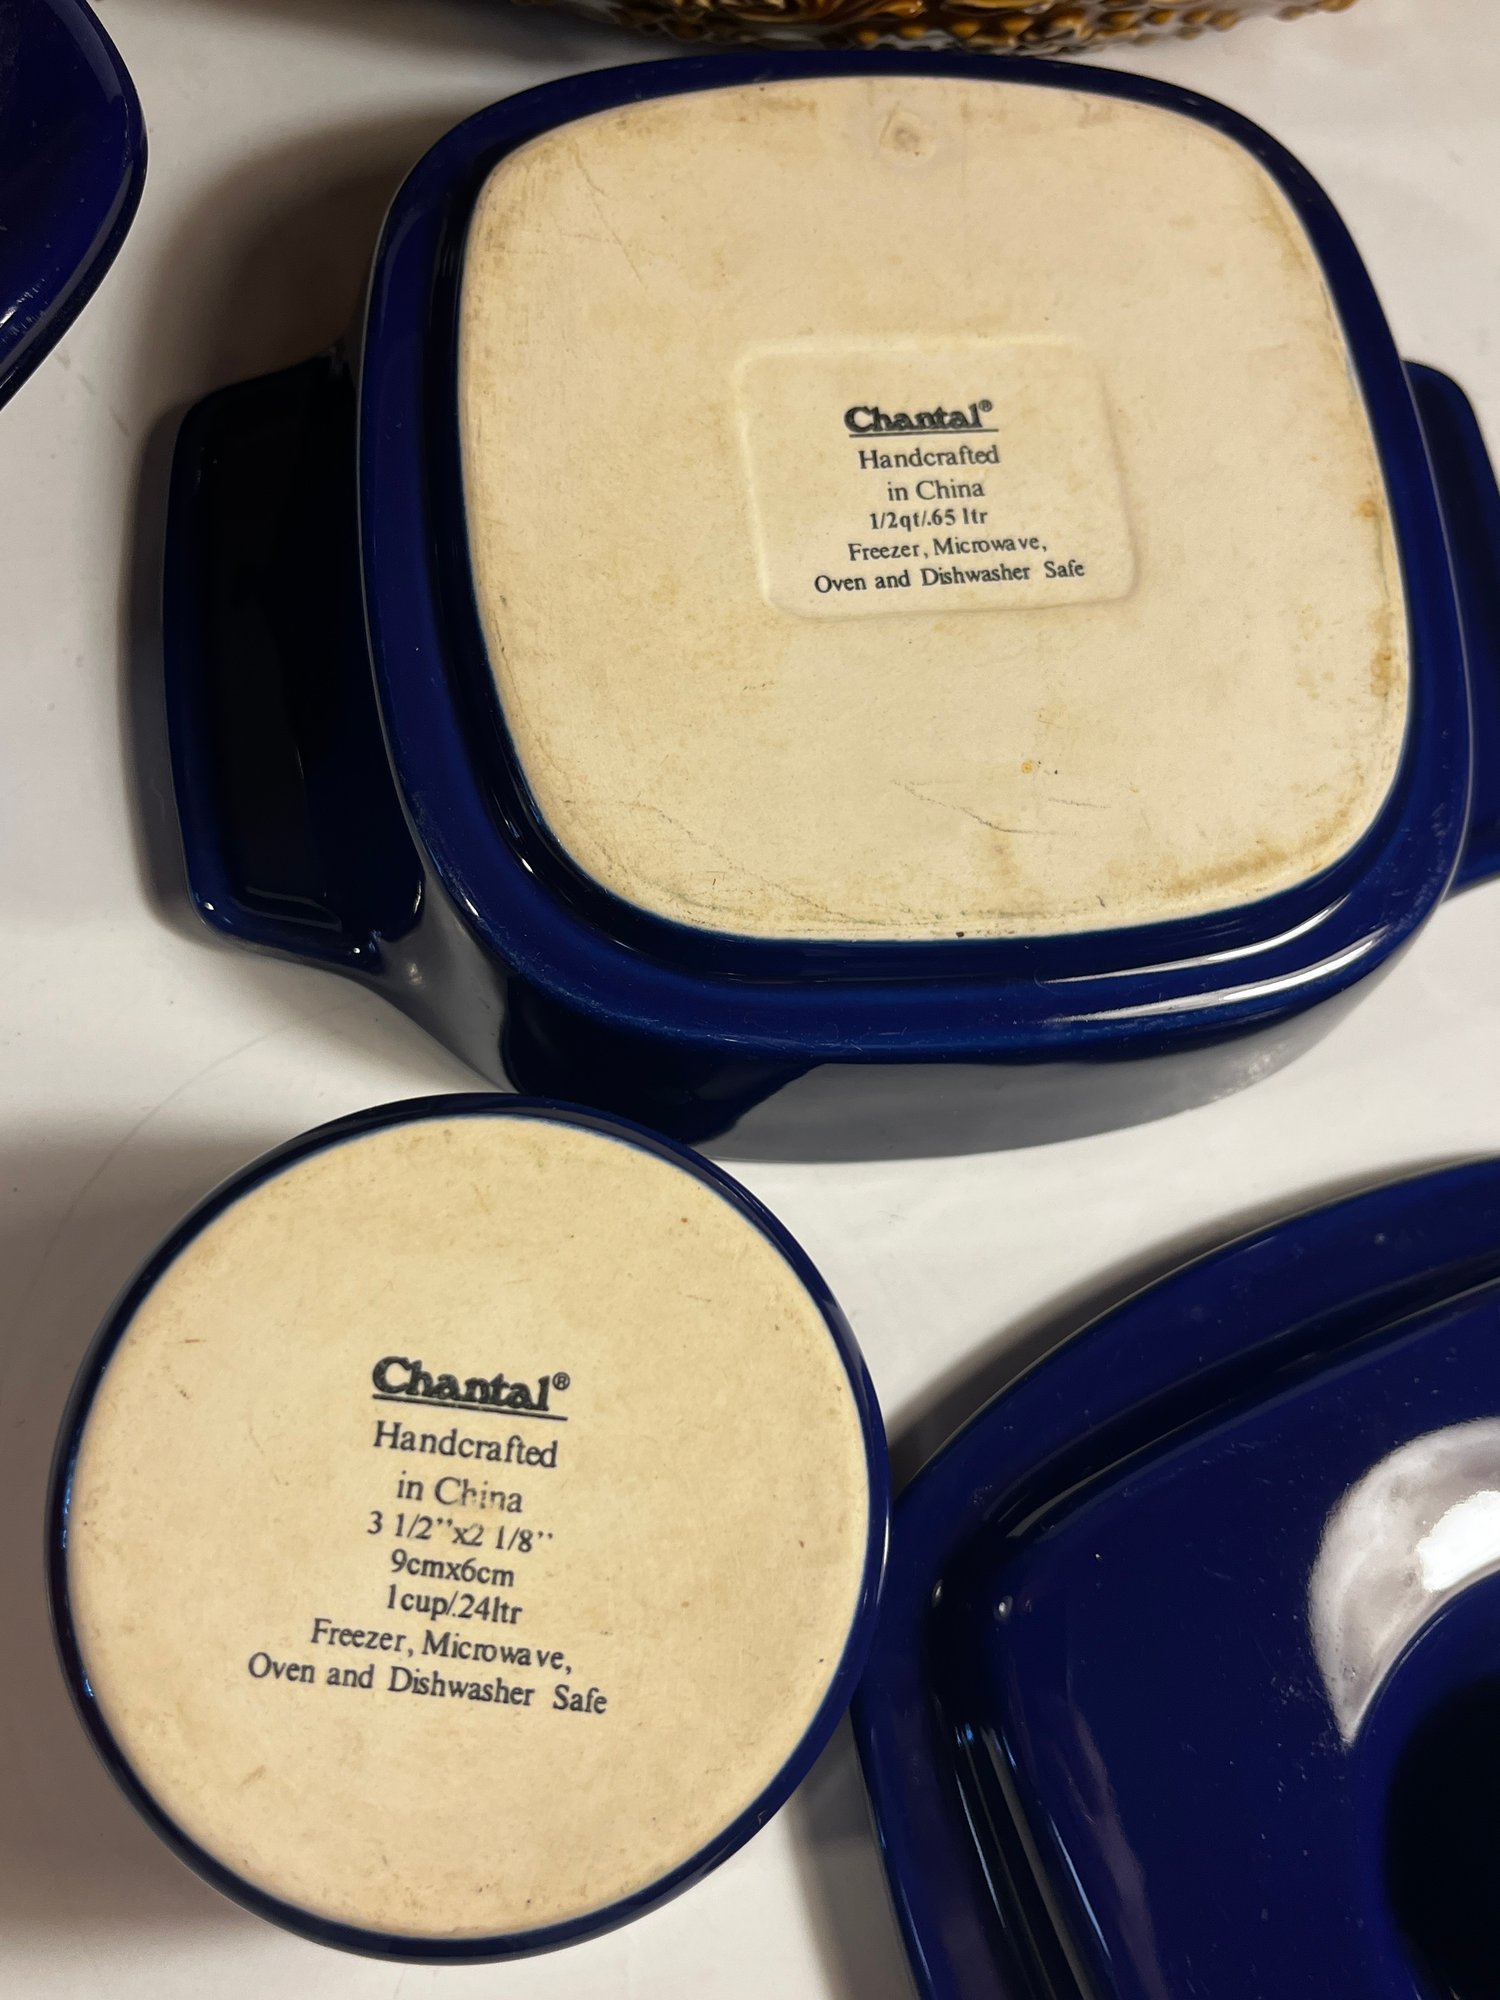 Chantal®
Handcrafted
in China
1/2qt/.65 ltr
Freezer, Microwave,
Oven and Dishwasher Safe
Chantal®
Handcrafted
in China
3 1/2''x2 1/8''
9cmx6cm
1cup/.24ltr
Freezer, Microwave,
Oven and Dishwasher Safe